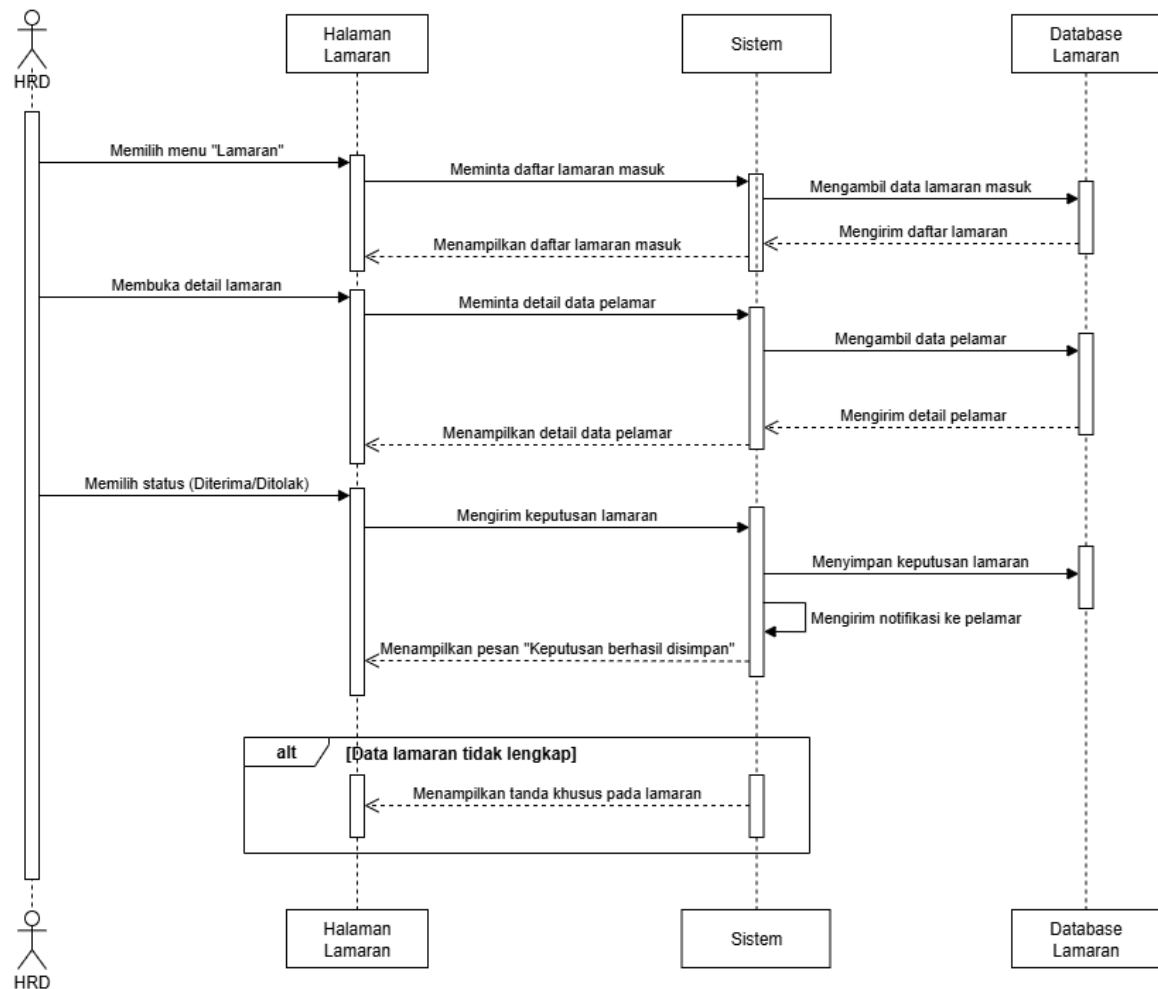 Halaman
Lamaran
Sistem
Database
Lamaran
HRD
Memilih menu "Lamaran"
Meminta daftar lamaran masuk
Mengambil data lamaran masuk
Mengirim daftar lamaran
Menampilkan daftar lamaran masuk
Membuka detail lamaran
Meminta detail data pelamar
Mengambil data pelamar
Mengirim detail pelamar
Menampilkan detail data pelamar
Memilih status (Diterima/Ditolak)
Mengirim keputusan lamaran
Menyimpan keputusan lamaran
Mengirim notifikasi ke pelamar
Menampilkan pesan "Keputusan berhasil disimpan"
alt
[Data lamaran tidak lengkap]
Menampilkan tanda khusus pada lamaran
Halaman
Lamaran
Sistem
Database
Lamaran
HRD